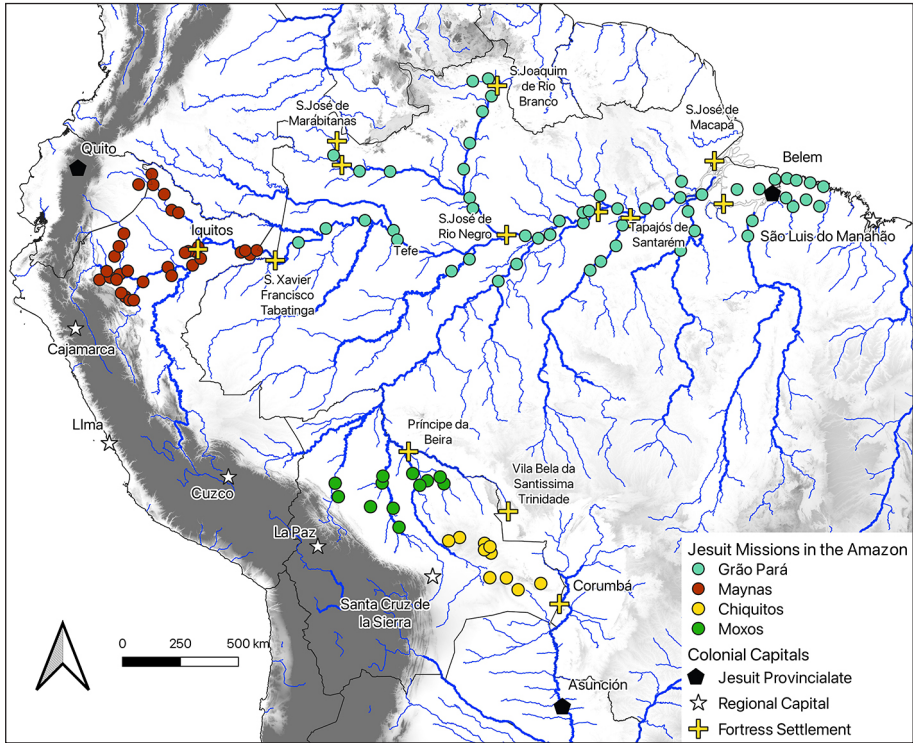 S.Joaquim
de Rio
Branco
S.José de
Marabitanas
S.José de
Macapá
Quito
Belem
Iquitos
S.José de
Rio Negro
Tapajós de
Santarém
São Luis do Manañao
Tefe
S. Xavier
Francisco
Tabatinga
Cajamarca
LIma
Príncipe da
Beira
Vila Bela da
Santissima
Trinidade
Cuzco
La Paz
Santa Cruz de
la Sierra
Corumbá
Asunción
0 250 500 km
Jesuit Missions in the Amazon
Grão Pará
Maynas
Chiquitos
Moxos
Colonial Capitals
Jesuit Provincialate
Regional Capital
Fortress Settlement